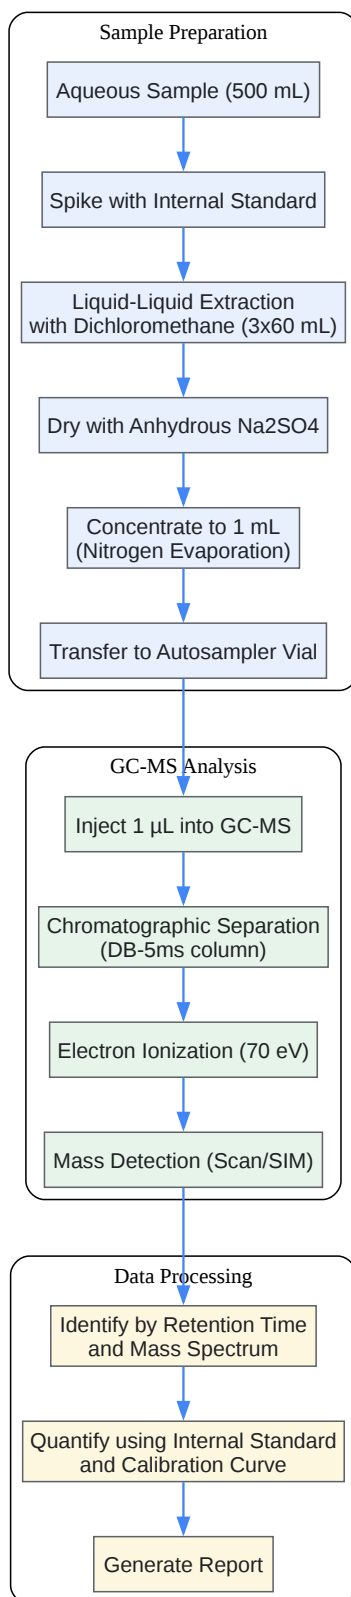 Sample Preparation
Aqueous Sample (500 mL)
Spike with Internal Standard
Liquid-Liquid Extraction
with Dichloromethane (3x60 mL)
Dry with Anhydrous Na2SO4
Concentrate to 1 mL
(Nitrogen Evaporation)
Transfer to Autosampler Vial
GC-MS Analysis
Inject 1 µL into GC-MS
Chromatographic Separation
(DB-5ms column)
Electron Ionization (70 eV)
Mass Detection (Scan/SIM)
Data Processing
Identify by Retention Time
and Mass Spectrum
Quantify using Internal Standard
and Calibration Curve
Generate Report